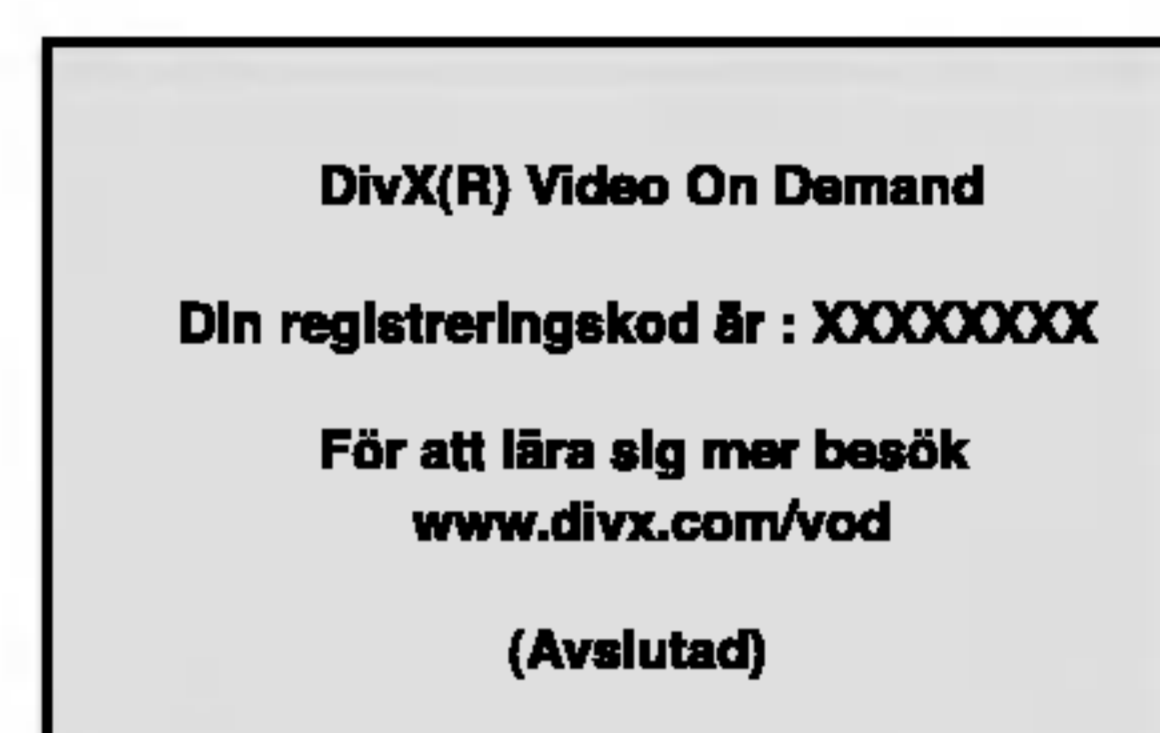 DivX(R) Video On Demand
Din registreringskod är : XXXXXXXX
För att lära sig mer besök
www.divx.com/vod
(Avslutad)